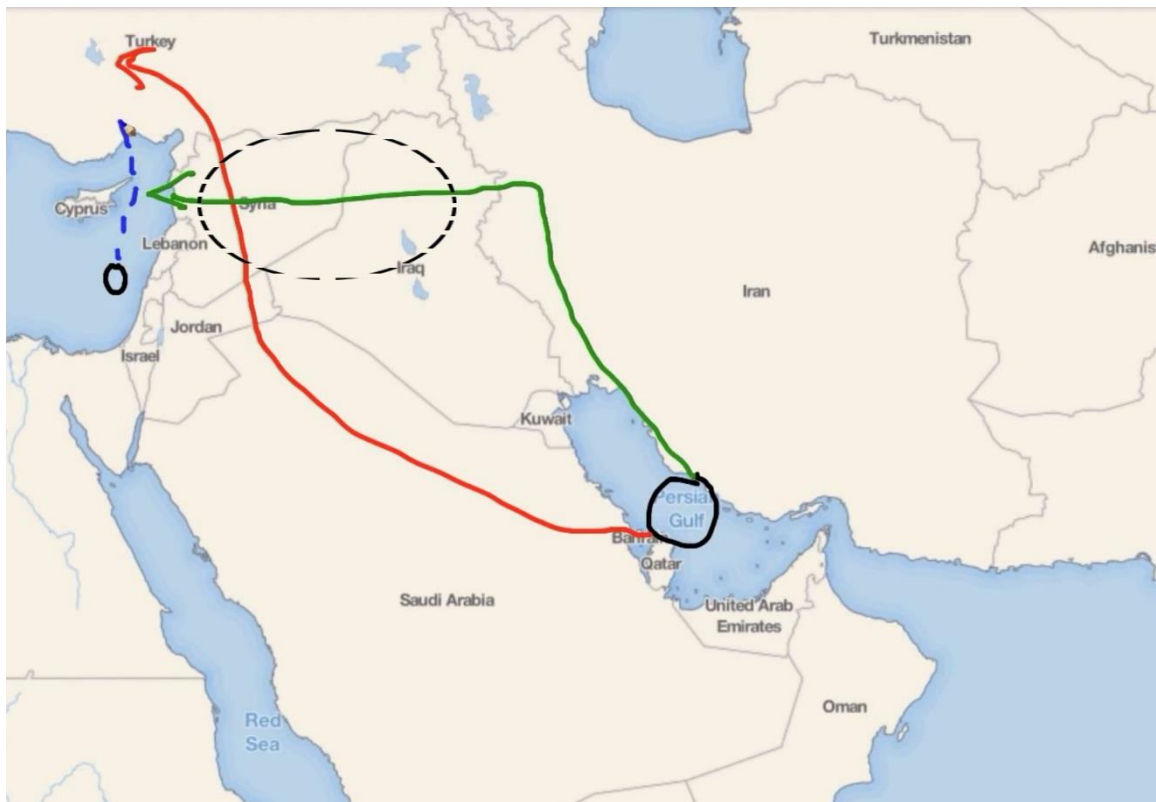 Turkey
Turkmenistan
Cyprus
Syria
Lebanon
Iraq
Afghanis
Iran
Jordan
Israel
Kuwait
Persian
Gulf
Bahrain
Qatar
Saudi Arabia
United Arab
Emirates
Oman
Red
Sea